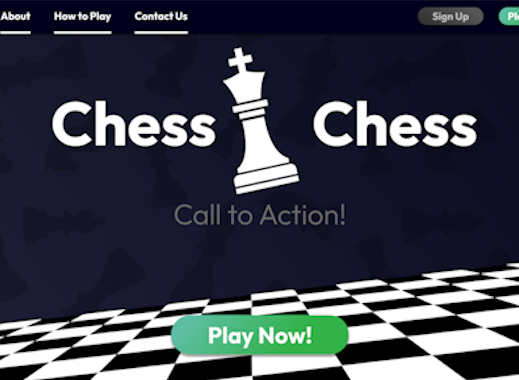 About How to Play Contact Us Sign Up
Chess Chess
Call to Action!
Play Now!